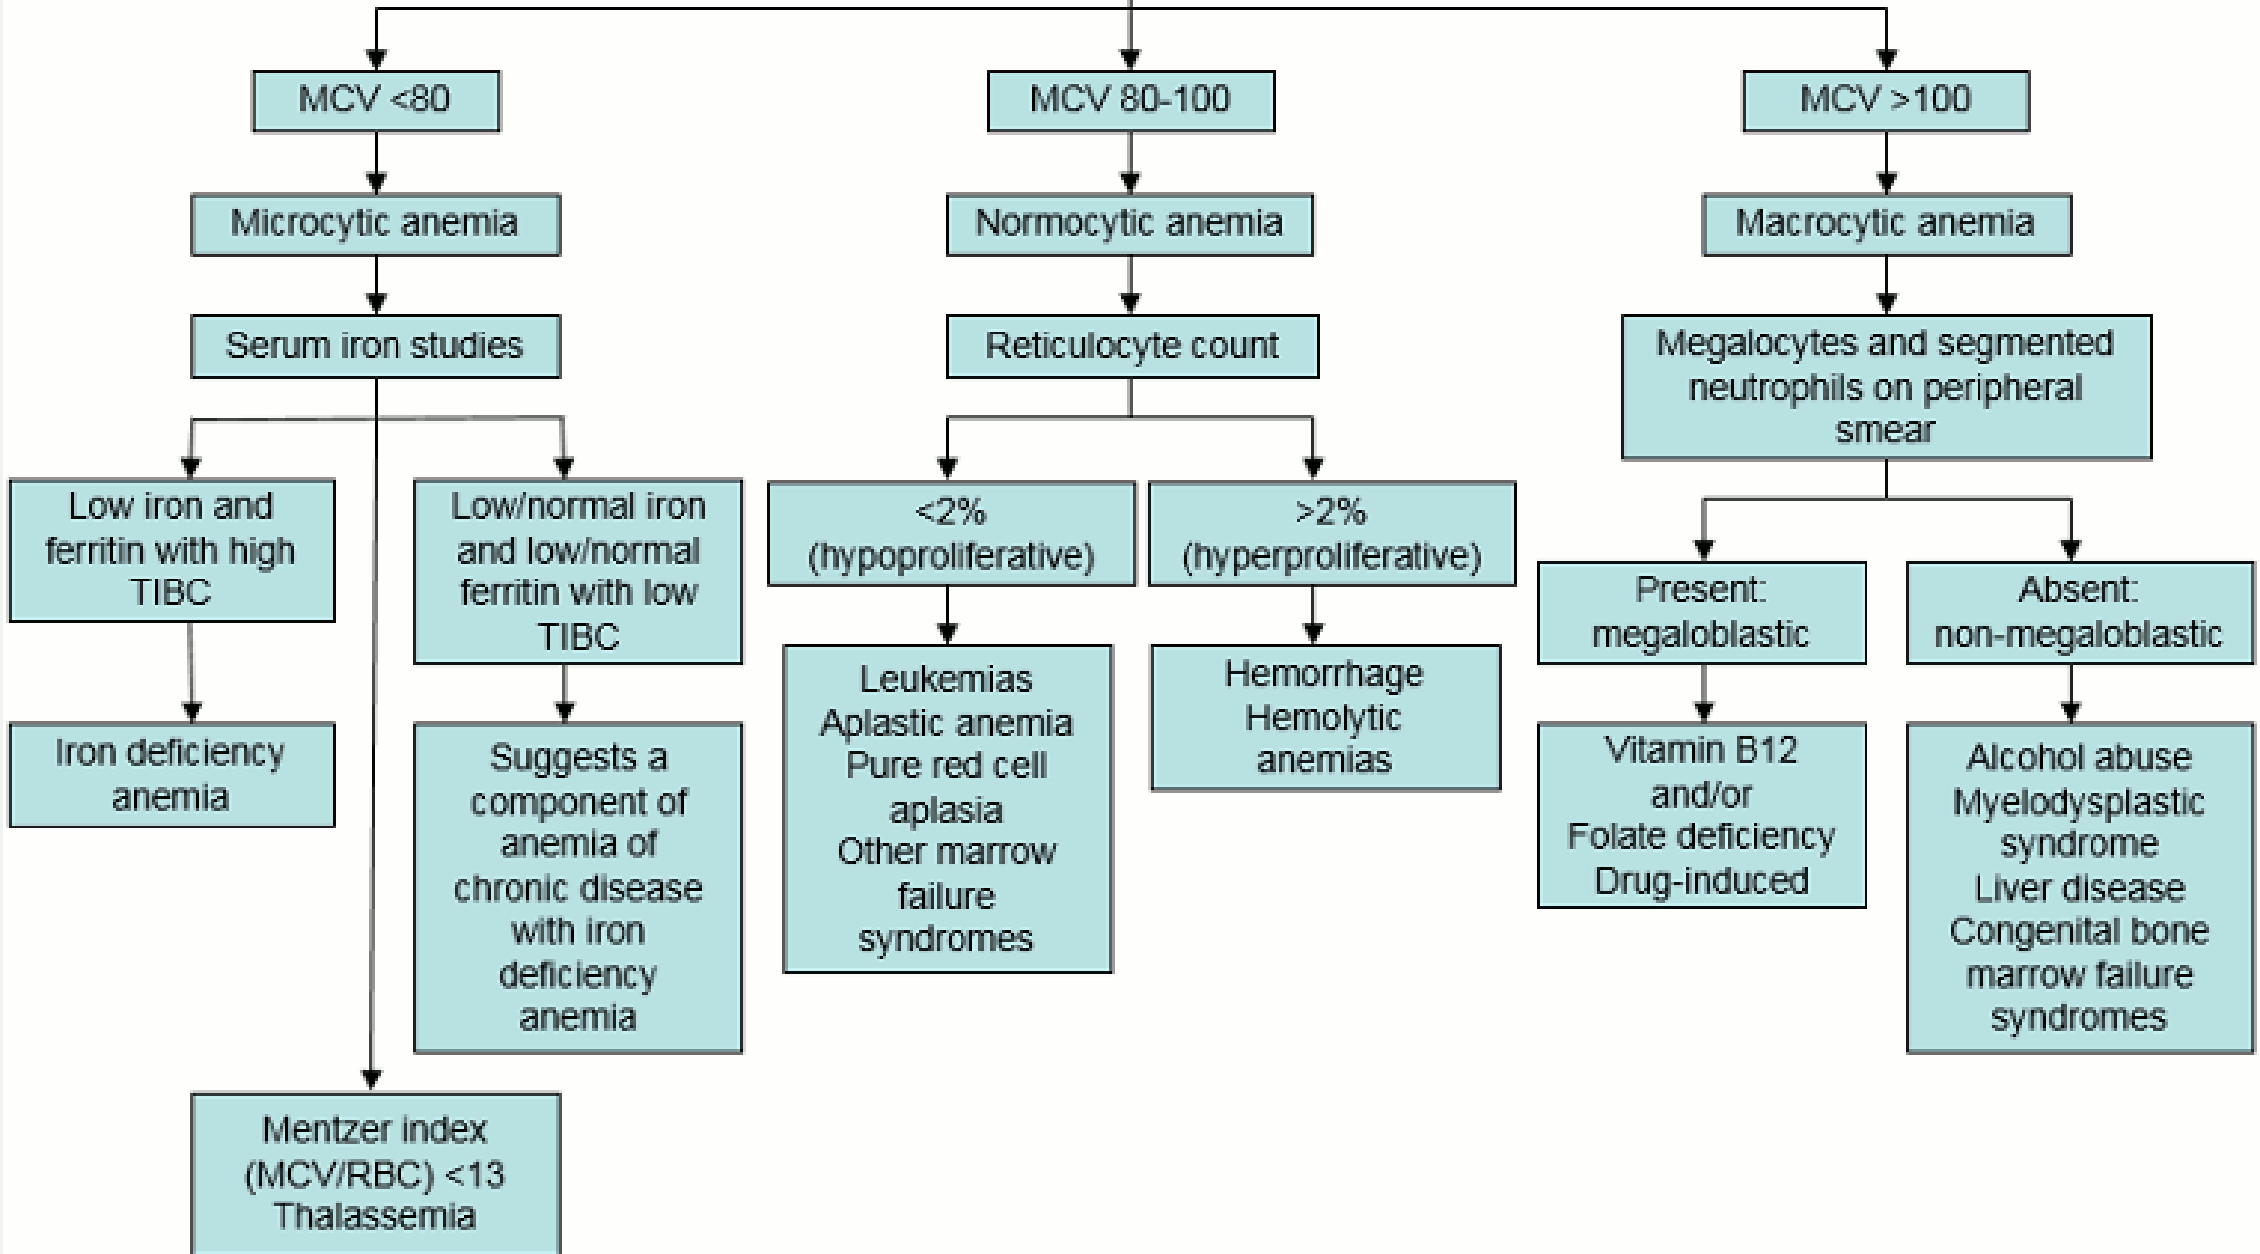 MCV <80
MCV 80-100
MCV >100
Microcytic anemia
Normocytic anemia
Macrocytic anemia
Serum iron studies
Reticulocyte count
Megalocytes and segmented
neutrophils on peripheral
smear
Low iron and
ferritin with high
TIBC
Low/normal iron
and low/normal
ferritin with low
TIBC
<2%
(hypoproliferative)
>2%
(hyperproliferative)
Present:
megaloblastic
Absent:
non-megaloblastic
Iron deficiency
anemia
Suggests a
component of
anemia of
chronic disease
with iron
deficiency
anemia
Leukemias
Aplastic anemia
Pure red cell
aplasia
Other marrow
failure
syndromes
Hemorrhage
Hemolytic
anemias
Vitamin B12
and/or
Folate deficiency
Drug-induced
Alcohol abuse
Myelodysplastic
syndrome
Liver disease
Congenital bone
marrow failure
syndromes
Mentzer index
(MCV/RBC) <13
Thalassemia